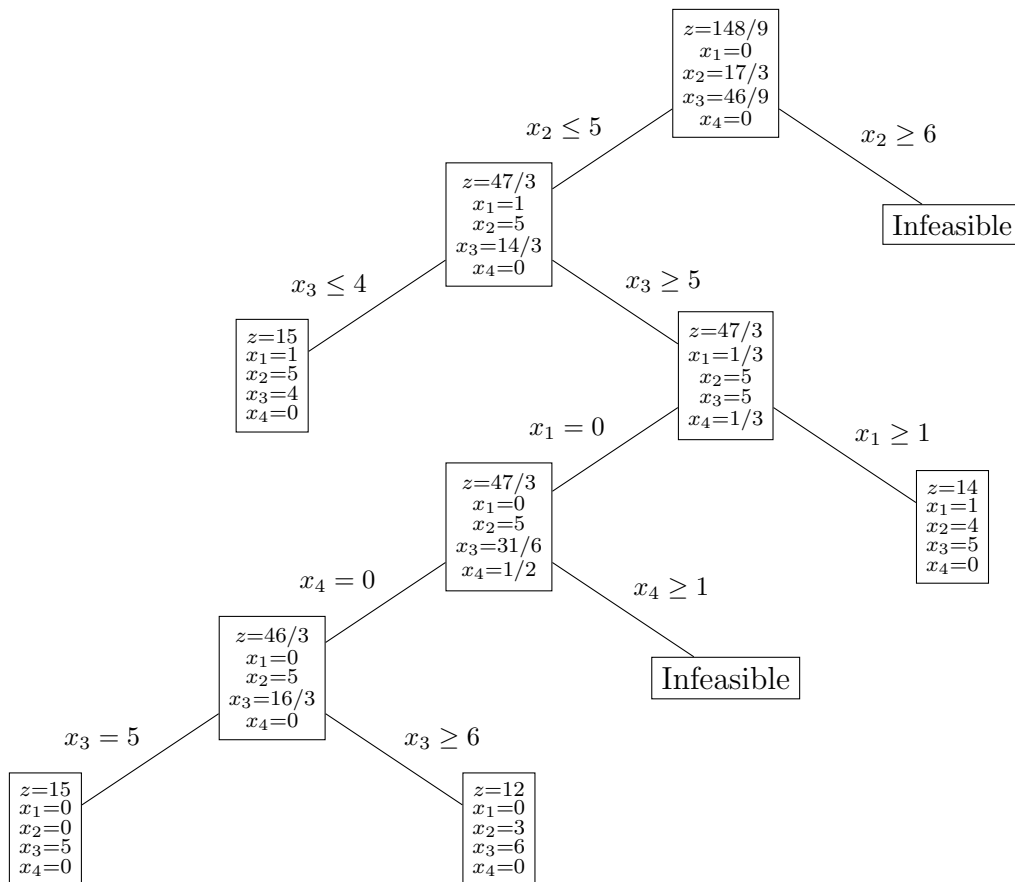 z=148/9
x₁=0
x₂=17/3
x₃=46/9
x₄=0
x₂ ≤ 5
x₂ ≥ 6
z=47/3
x₁=1
x₂=5
x₃=14/3
x₄=0
Infeasible
x₃ ≤ 4
x₃ ≥ 5
z=15
x₁=1
x₂=5
x₃=4
x₄=0
z=47/3
x₁=1/3
x₂=5
x₃=5
x₄=1/3
x₁ = 0
x₁ ≥ 1
z=47/3
x₁=0
x₂=5
x₃=31/6
x₄=1/2
z=14
x₁=1
x₂=4
x₃=5
x₄=0
x₄ = 0
x₄ ≥ 1
z=46/3
x₁=0
x₂=5
x₃=16/3
x₄=0
Infeasible
x₃ = 5
x₃ ≥ 6
z=15
x₁=0
x₂=0
x₃=5
x₄=0
z=12
x₁=0
x₂=3
x₃=6
x₄=0